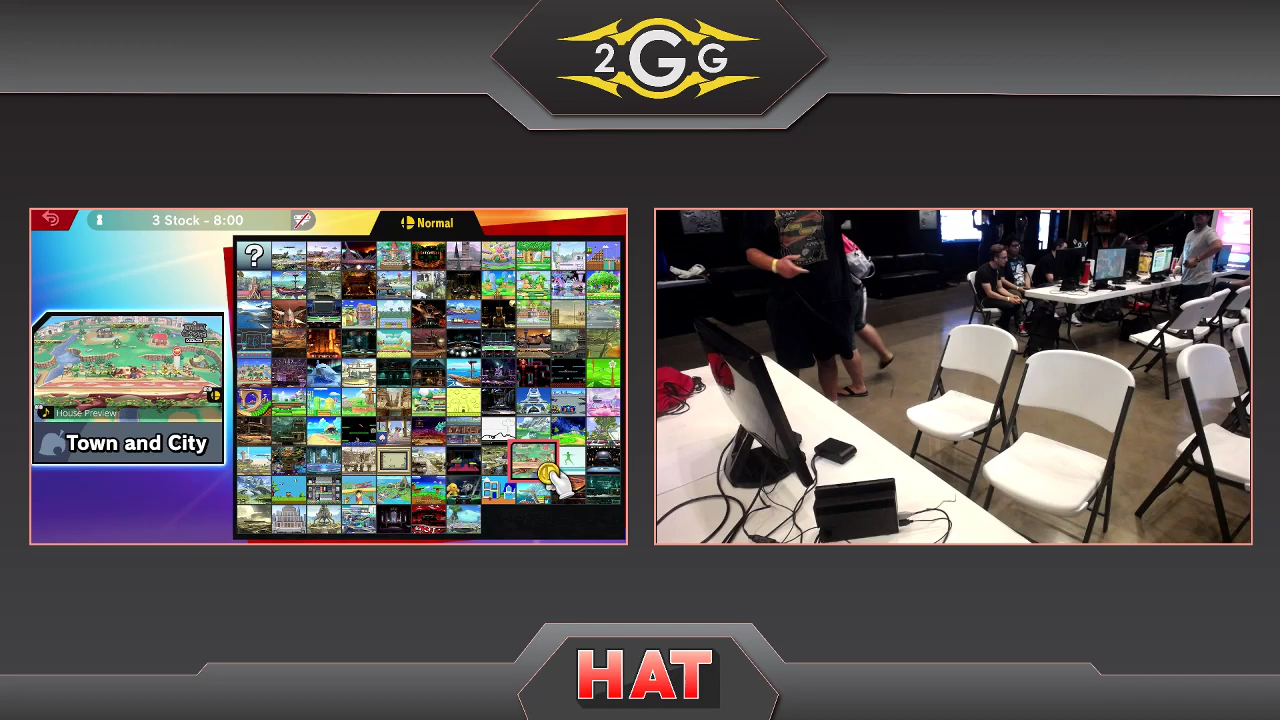 2GG
3 Stock - 8:00
Normal
?
House Preview
Town and City
HAT